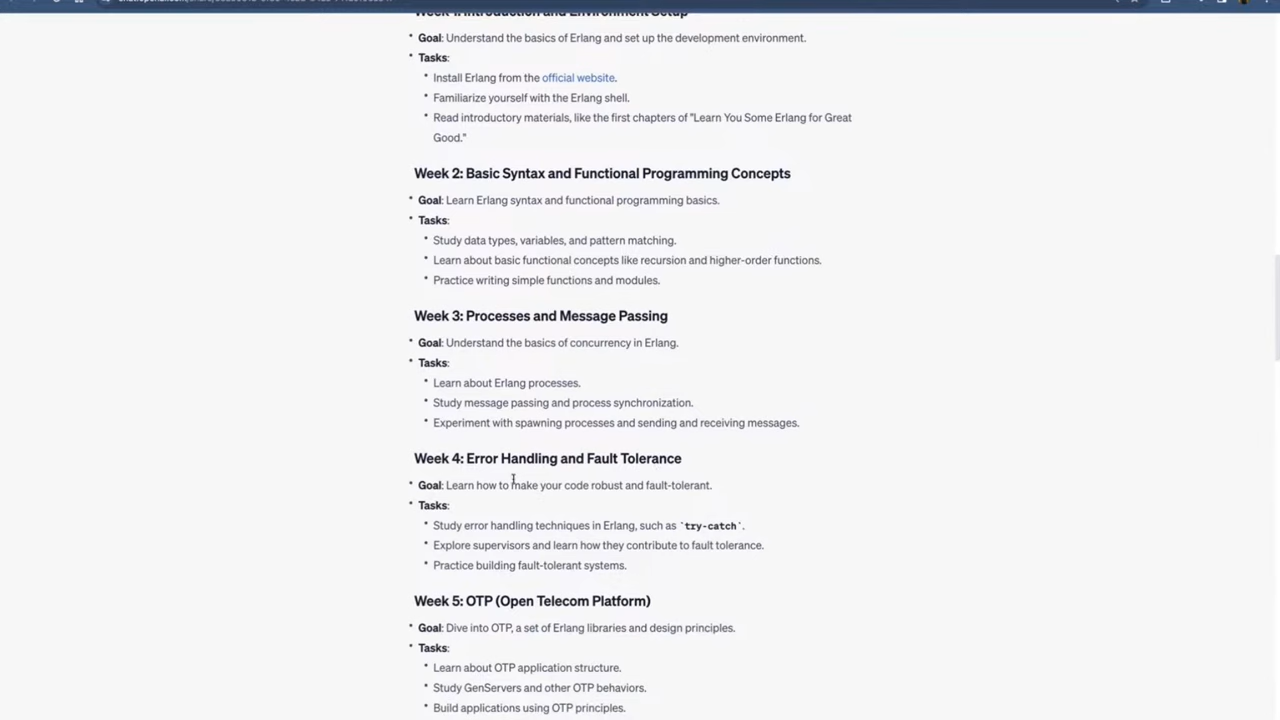 Week 1: Introduction and Environment Setup
Goal: Understand the basics of Erlang and set up the development environment.
Tasks:
Install Erlang from the official website.
Familiarize yourself with the Erlang shell.
Read introductory materials, like the first chapters of "Learn You Some Erlang for Great
Good."
Week 2: Basic Syntax and Functional Programming Concepts
Goal: Learn Erlang syntax and functional programming basics.
Tasks:
Study data types, variables, and pattern matching.
Learn about basic functional concepts like recursion and higher-order functions.
Practice writing simple functions and modules.
Week 3: Processes and Message Passing
Goal: Understand the basics of concurrency in Erlang.
Tasks:
Learn about Erlang processes.
Study message passing and process synchronization.
Experiment with spawning processes and sending and receiving messages.
Week 4: Error Handling and Fault Tolerance
Goal: Learn how to make your code robust and fault-tolerant.
Tasks:
Study error handling techniques in Erlang, such as `try-catch`.
Explore supervisors and learn how they contribute to fault tolerance.
Practice building fault-tolerant systems.
Week 5: OTP (Open Telecom Platform)
Goal: Dive into OTP, a set of Erlang libraries and design principles.
Tasks:
Learn about OTP application structure.
Study GenServers and other OTP behaviors.
Build applications using OTP principles.